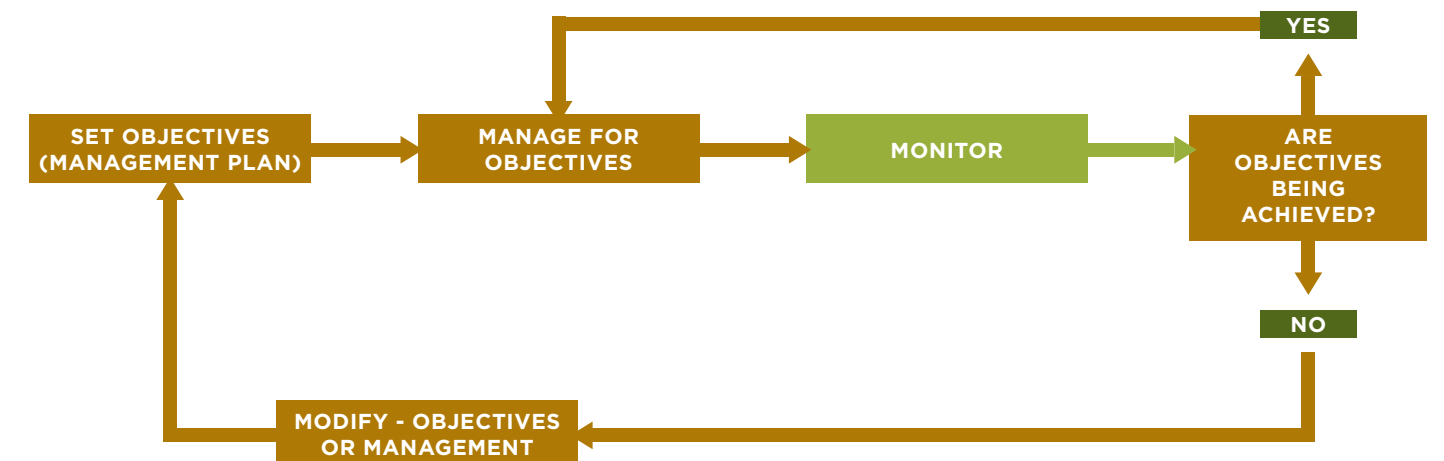 YES
SET OBJECTIVES
(MANAGEMENT PLAN)
MANAGE FOR
OBJECTIVES
MONITOR
ARE
OBJECTIVES
BEING
ACHIEVED?
NO
MODIFY - OBJECTIVES
OR MANAGEMENT